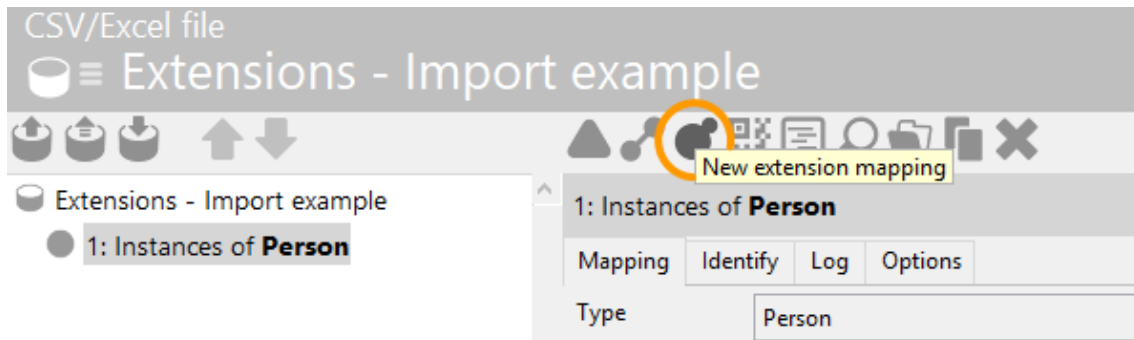 CSV/Excel file
Extensions - Import example
New extension mapping
Extensions - Import example
1: Instances of Person
1: Instances of Person
Mapping Identify Log Options
Type Person